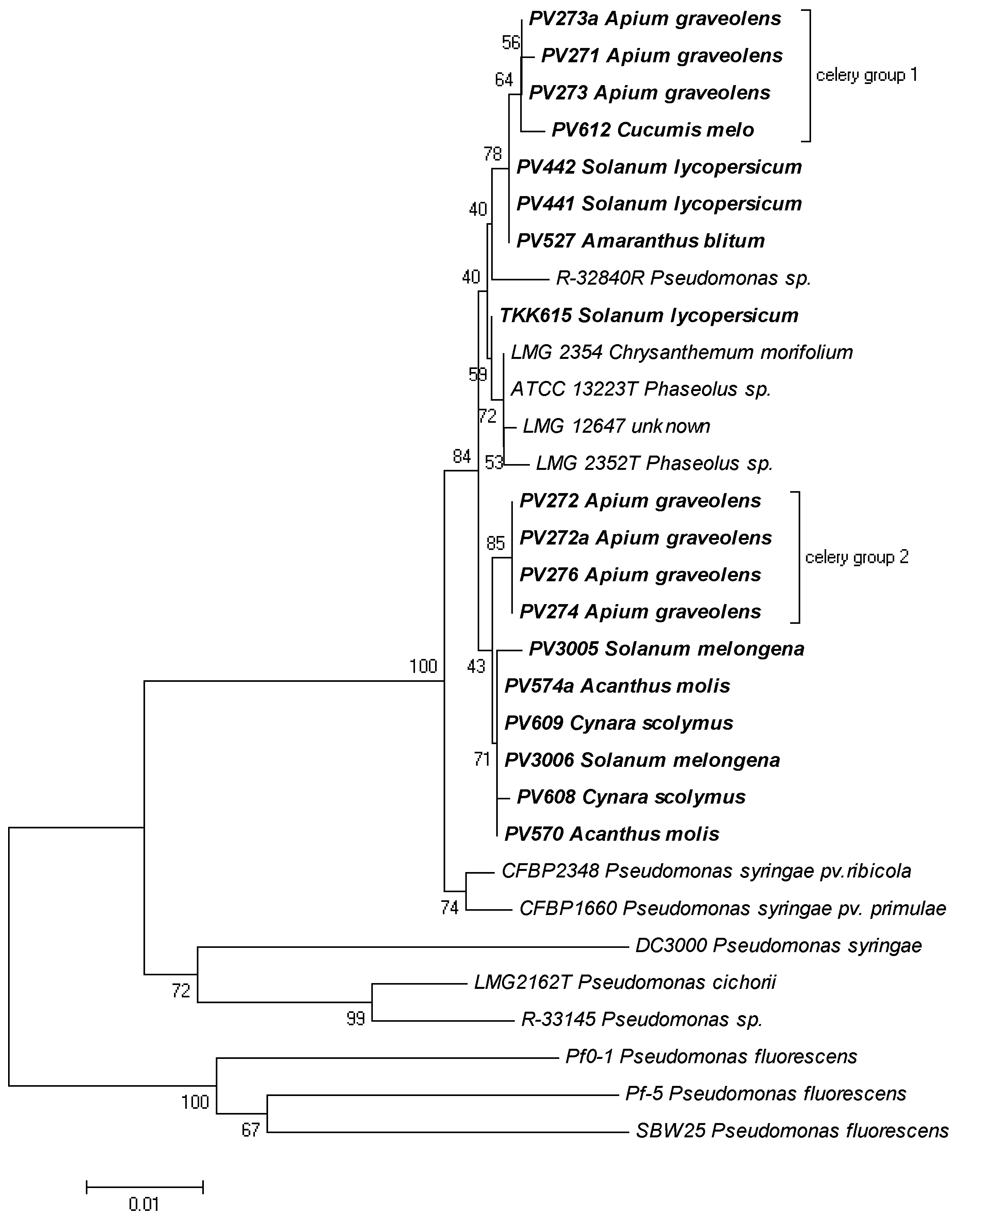 PV273a Apium graveolens
56
PV271 Apium graveolens
celery group 1
64
PV273 Apium graveolens
PV612 Cucumis melo
78
PV442 Solanum lycopersicum
40
PV441 Solanum lycopersicum
PV527 Amaranthus blitum
40
R-32840R Pseudomonas sp.
TKK615 Solanum lycopersicum
LMG 2354 Chrysanthemum morifolium
59
ATCC 13223T Phaseolus sp.
72
LMG 12647 unknown
84
53
LMG 2352T Phaseolus sp.
PV272 Apium graveolens
85
PV272a Apium graveolens
celery group 2
PV276 Apium graveolens
PV274 Apium graveolens
PV3005 Solanum melongena
100
43
PV574a Acanthus molis
PV609 Cynara scolymus
71
PV3006 Solanum melongena
PV608 Cynara scolymus
PV570 Acanthus molis
CFBP2348 Pseudomonas syringae pv.ribicola
74
CFBP1660 Pseudomonas syringae pv. primulae
DC3000 Pseudomonas syringae
72
LMG2162T Pseudomonas cichorii
99
R-33145 Pseudomonas sp.
Pf0-1 Pseudomonas fluorescens
100
Pf-5 Pseudomonas fluorescens
67
SBW25 Pseudomonas fluorescens
0.01